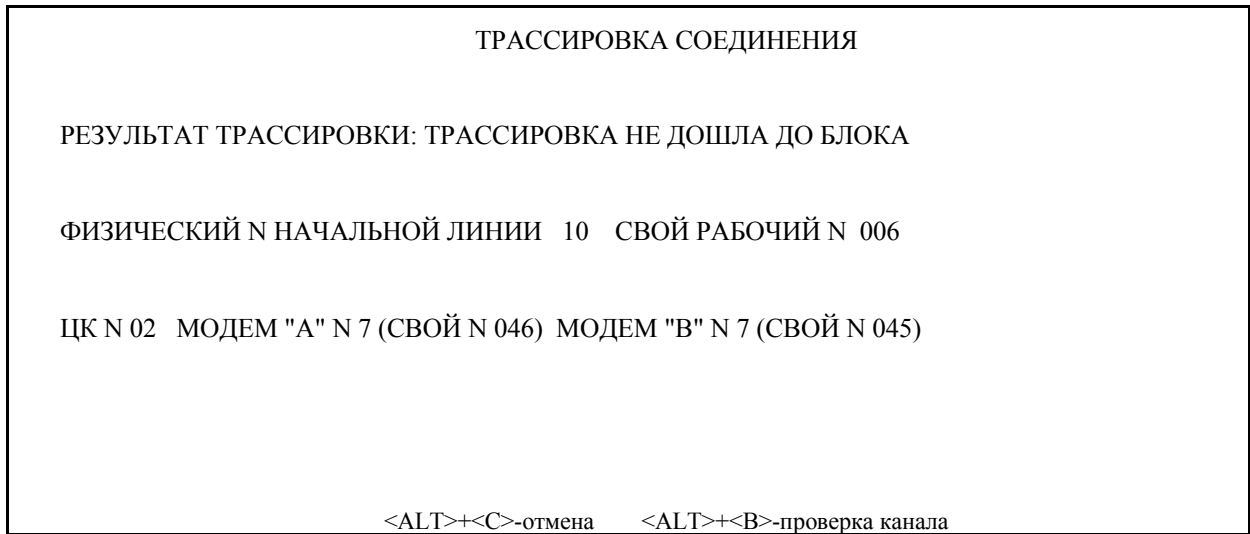 ТРАССИРОВКА СОЕДИНЕНИЯ
РЕЗУЛЬТАТ ТРАССИРОВКИ: ТРАССИРОВКА НЕ ДОШЛА ДО БЛОКА
ФИЗИЧЕСКИЙ N НАЧАЛЬНОЙ ЛИНИИ 10 СВОЙ РАБОЧИЙ N 006
ЦК N 02 МОДЕМ "А" N 7 (СВОЙ N 046) МОДЕМ "В" N 7 (СВОЙ N 045)
<ALT>+<C>-отмена <ALT>+<B>-проверка канала